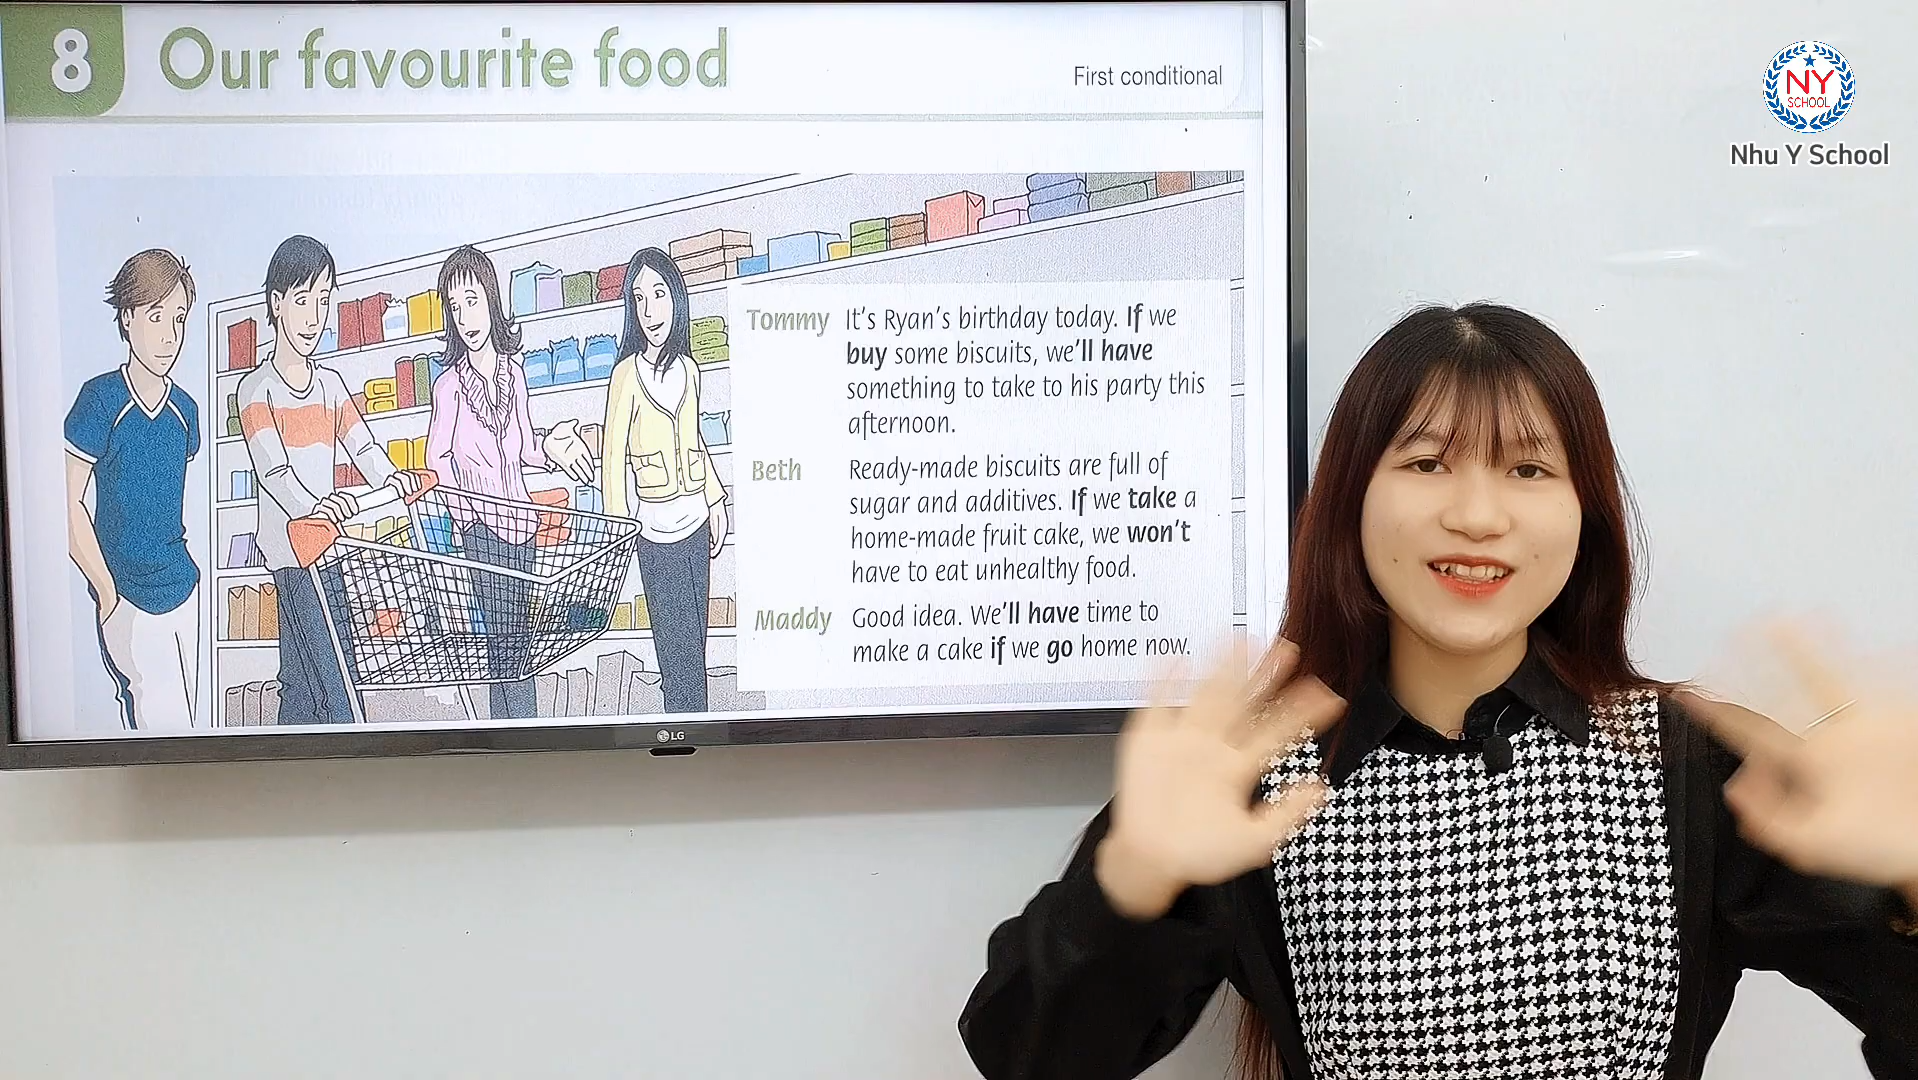 8 Our favourite food
First conditional
NY
SCHOOL
Nhu Y School
Tommy It's Ryan's birthday today. If we
buy some biscuits, we'll have
something to take to his party this
afternoon.
Beth Ready-made biscuits are full of
sugar and additives. If we take a
home-made fruit cake, we won't
have to eat unhealthy food.
Maddy Good idea. We'll have time to
make a cake if we go home now.
LG